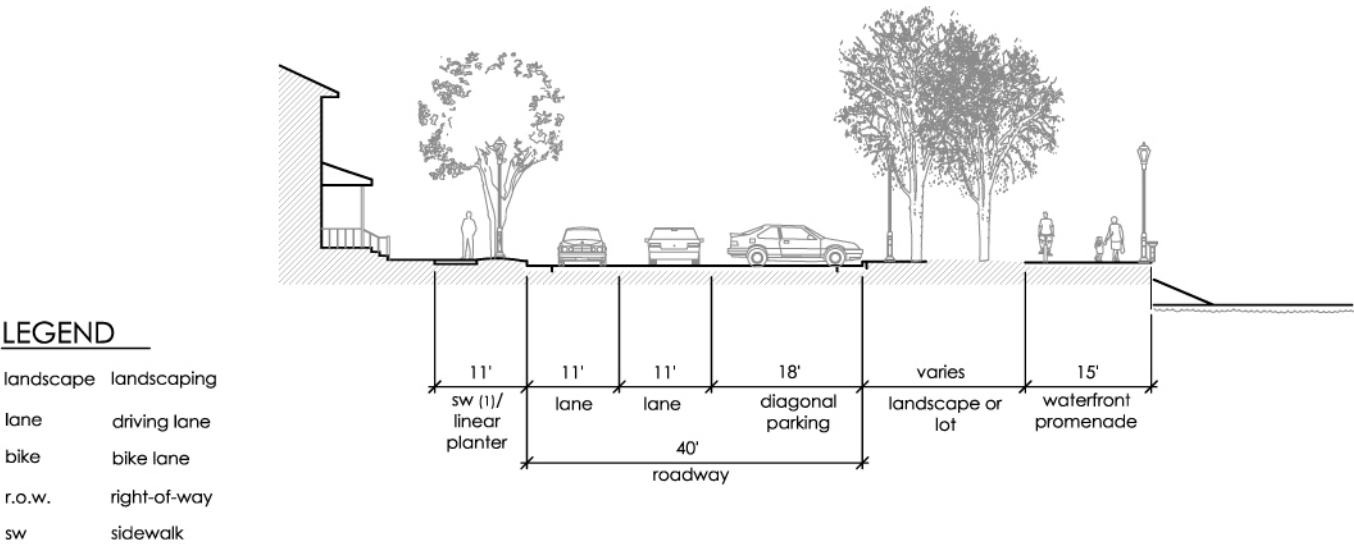 LEGEND
landscape landscaping
lane driving lane
bike bike lane
r.o.w. right-of-way
sw sidewalk
11' 11' 11' 18' varies 15'
sw (1)/
linear
planter
lane
lane
diagonal
parking
landscape or
lot
waterfront
promenade
40'
roadway